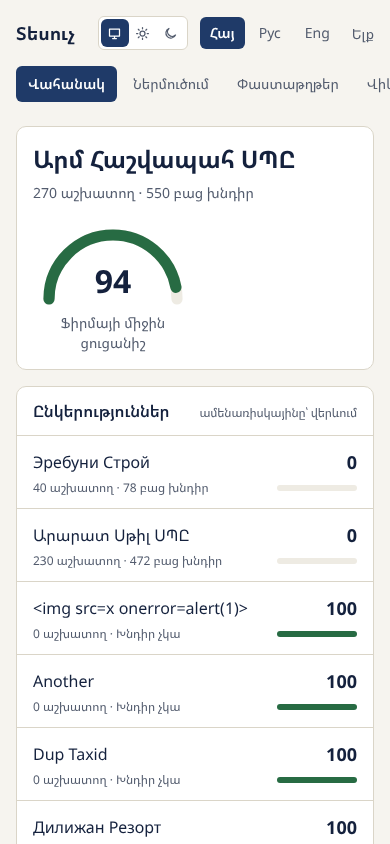 Տեսուչ
Հայ Рус Eng Ելք
Վահանակ Ներմուծում Փաստաթղթեր
Արմ Հաշվապահ ՍՊԸ
270 աշխատող · 550 բաց խնդիր
94
Ֆիրմայի միջին
ցուցանիշ
Ընկերություններ ամենառիսկայինը՝ վերևում
Эребуни Строй 0
40 աշխատող · 78 բաց խնդիր
Արարատ Սթիլ ՍՊԸ 0
230 աշխատող · 472 բաց խնդիր
<img src=x onerror=alert(1)> 100
0 աշխատող · Խնդիր չկա
Another 100
0 աշխատող · Խնդիր չկա
Dup Taxid 100
0 աշխատող · Խնդիր չկա
Дилижан Резорт 100